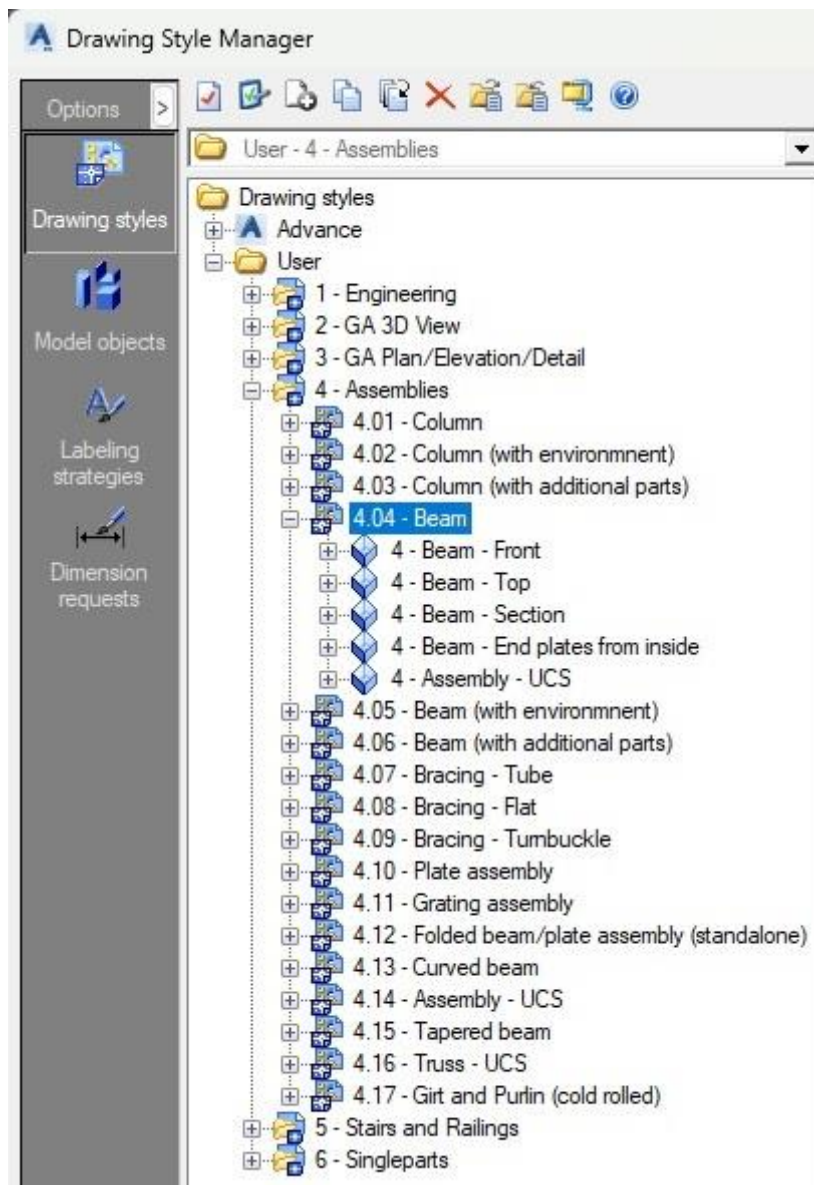 Drawing Style Manager
Options >
User - 4 - Assemblies
Drawing styles
Drawing styles
Advance
User
1 - Engineering
2 - GA 3D View
Model objects
3 - GA Plan/Elevation/Detail
4 - Assemblies
4.01 - Column
Labeling
strategies
4.02 - Column (with environmnent)
4.03 - Column (with additional parts)
4.04 - Beam
4 - Beam - Front
Dimension
requests
4 - Beam - Top
4 - Beam - Section
4 - Beam - End plates from inside
4 - Assembly - UCS
4.05 - Beam (with environmnent)
4.06 - Beam (with additional parts)
4.07 - Bracing - Tube
4.08 - Bracing - Flat
4.09 - Bracing - Turnbuckle
4.10 - Plate assembly
4.11 - Grating assembly
4.12 - Folded beam/plate assembly (standalone)
4.13 - Curved beam
4.14 - Assembly - UCS
4.15 - Tapered beam
4.16 - Truss - UCS
4.17 - Girt and Purlin (cold rolled)
5 - Stairs and Railings
6 - Singleparts